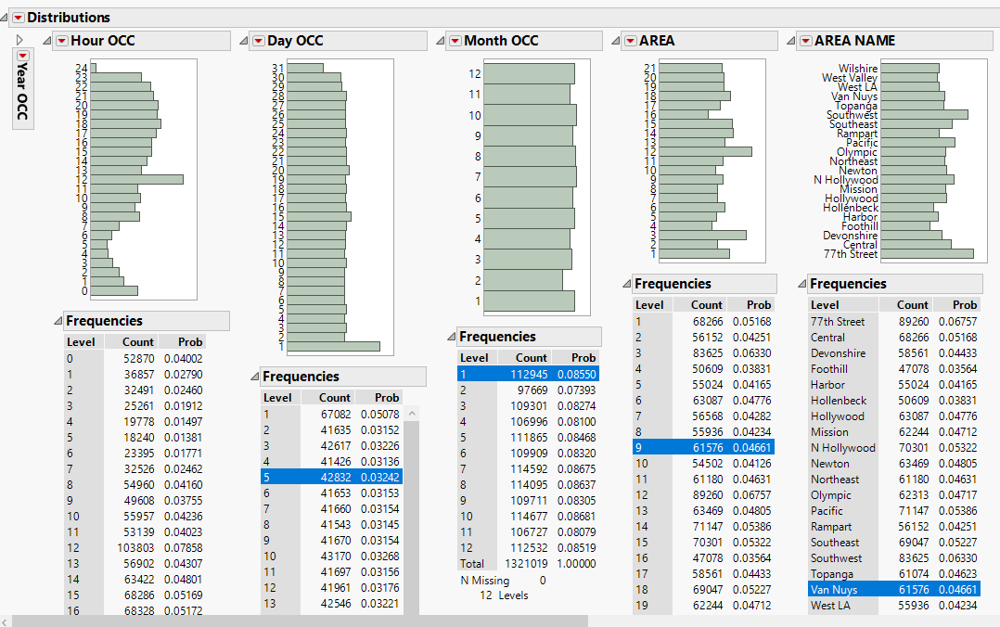 Distributions
Year OCC
Hour OCC
24
23
22
21
20
19
18
17
16
15
14
13
12
11
10
9
8
7
6
5
4
3
2
1
0
Frequencies
Level Count Prob
0 52870 0.04002
1 36857 0.02790
2 32491 0.02460
3 25261 0.01912
4 19778 0.01497
5 18240 0.01381
6 23395 0.01771
7 32526 0.02462
8 54960 0.04160
9 49608 0.03755
10 55957 0.04236
11 53139 0.04023
12 103803 0.07858
13 56902 0.04307
14 63422 0.04801
15 68286 0.05169
16 68328 0.05172
Day OCC
31
30
29
28
27
26
25
24
23
22
21
20
19
18
17
16
15
14
13
12
11
10
9
8
7
6
5
4
3
2
1
Frequencies
Level Count Prob
1 67082 0.05078
2 41635 0.03152
3 42617 0.03226
4 41426 0.03136
5 42832 0.03242
6 41653 0.03153
7 41660 0.03154
8 41543 0.03145
9 41670 0.03154
10 43170 0.03268
11 41697 0.03156
12 41961 0.03176
13 42546 0.03221
Month OCC
12
11
10
9
8
7
6
5
4
3
2
1
Frequencies
Level Count Prob
1 112945 0.08550
2 97669 0.07393
3 109301 0.08274
4 106996 0.08100
5 111865 0.08468
6 109909 0.08320
7 114592 0.08675
8 114095 0.08637
9 109711 0.08305
10 114677 0.08681
11 106727 0.08079
12 112532 0.08519
Total 1321019 1.00000
N Missing 0
12 Levels
AREA
21
20
19
18
17
16
15
14
13
12
11
10
9
8
7
6
5
4
3
2
1
Frequencies
Level Count Prob
1 68266 0.05168
2 56152 0.04251
3 83625 0.06330
4 50609 0.03831
5 55024 0.04165
6 63087 0.04776
7 56568 0.04282
8 55936 0.04234
9 61576 0.04661
10 54502 0.04126
11 61180 0.04631
12 89260 0.06757
13 63469 0.04805
14 71147 0.05386
15 70301 0.05322
16 47078 0.03564
17 58561 0.04433
18 69047 0.05227
19 62244 0.04712
AREA NAME
Wilshire
West Valley
West LA
Van Nuys
Topanga
Southwest
Southeast
Rampart
Pacific
Olympic
Northeast
Newton
N Hollywood
Mission
Hollywood
Hollenbeck
Harbor
Foothill
Devonshire
Central
77th Street
Frequencies
Level Count Prob
77th Street 89260 0.06757
Central 68266 0.05168
Devonshire 58561 0.04433
Foothill 47078 0.03564
Harbor 55024 0.04165
Hollenbeck 50609 0.03831
Hollywood 63087 0.04776
Mission 62244 0.04712
N Hollywood 70301 0.05322
Newton 63469 0.04805
Northeast 61180 0.04631
Olympic 62313 0.04717
Pacific 71147 0.05386
Rampart 56152 0.04251
Southeast 69047 0.05227
Southwest 83625 0.06330
Topanga 61074 0.04623
Van Nuys 61576 0.04661
West LA 55936 0.04234